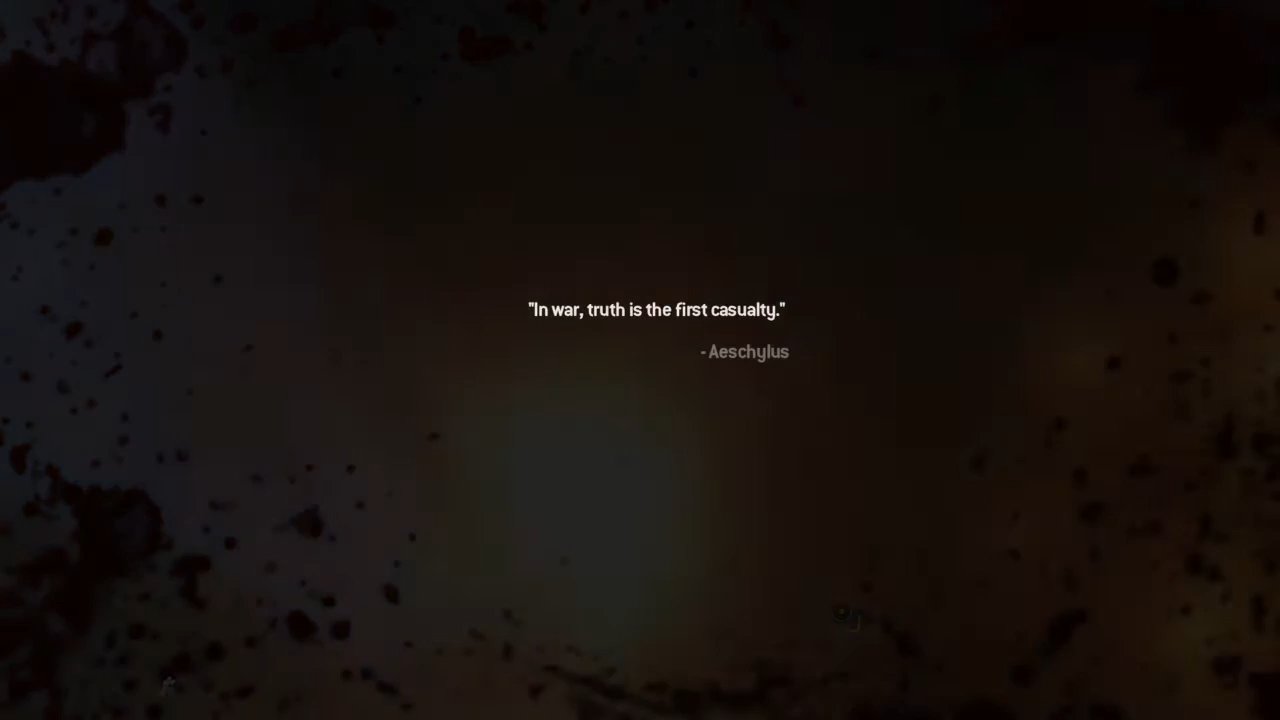 "In war, truth is the first casualty."
- Aeschylus